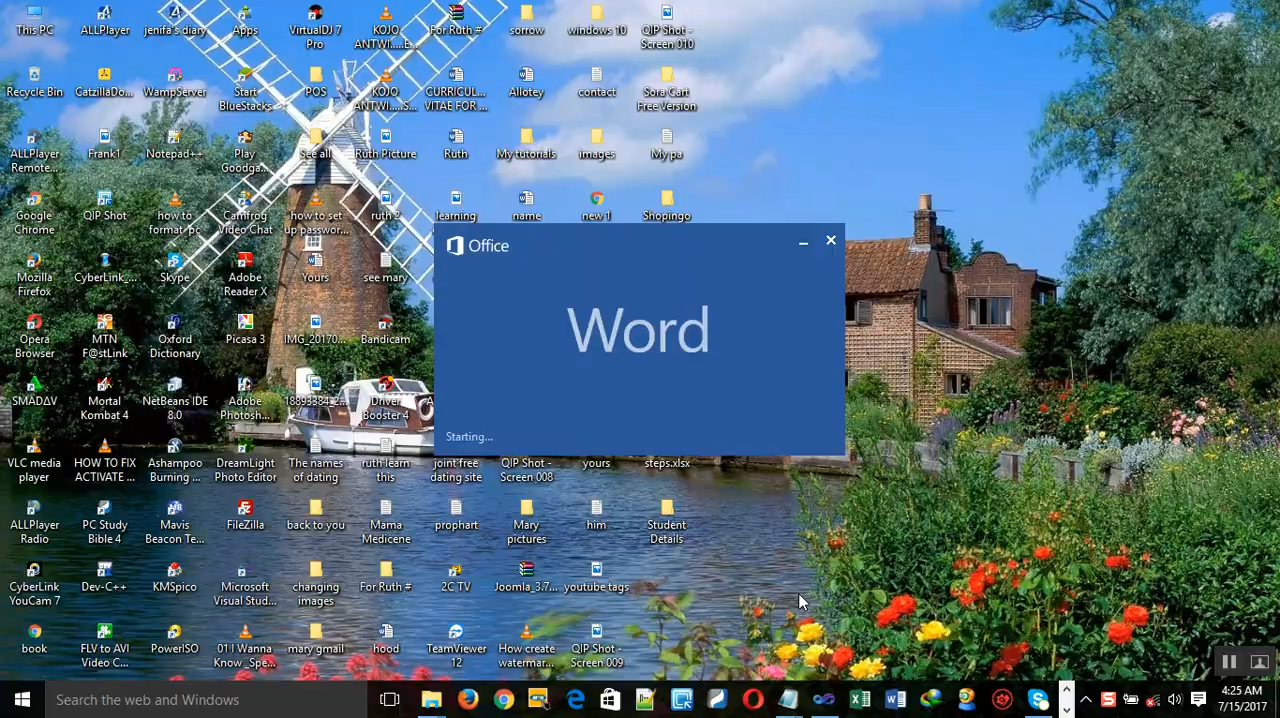 This PC
ALLPlayer
jenifa's diary
Apps
VirtualDJ 7
Pro
KOJO
ANTWI.....E...
For Ruth #
sorrow
windows 10
QIP Shot -
Screen 010
Recycle Bin
CatzillaDo...
WampServer
Start
BlueStacks
POS
KOJO
ANTWI.....S...
CURRICUL...
VITAE FOR ...
Allotey
contact
Sora Cart
Free Version
ALLPlayer
Remote...
Frank1
Notepad++
Play
Goodga...
See all
Ruth Picture
Ruth
My tutorials
images
My pa
Google
Chrome
QIP Shot
how to
format pc
Camfrog
Video Chat
how to set
up passwor...
ruth 2
learning
name
new 1
Shopingo
Office
Word
Starting...
Mozilla
Firefox
CyberLink_...
Skype
Adobe
Reader X
Yours
see mary
Opera
Browser
MTN
F@stLink
Oxford
Dictionary
Picasa 3
IMG_20170...
Bandicam
SMADAV
Mortal
Kombat 4
NetBeans IDE
8.0
Adobe
Photosh...
18893384_2...
Driver
Booster 4
VLC media
player
HOW TO FIX
ACTIVATE ...
Ashampoo
Burning ...
DreamLight
Photo Editor
The names
of dating
ruth learn
this
joint free
dating site
QIP Shot -
Screen 008
yours
steps.xlsx
ALLPlayer
Radio
PC Study
Bible 4
Mavis
Beacon Te...
FileZilla
back to you
Mama
Medicene
prophart
Mary
pictures
him
Student
Details
CyberLink
YouCam 7
Dev-C++
KMSpico
Microsoft
Visual Stud...
changing
images
For Ruth #
2C TV
Joomla_3.7...
youtube tags
book
FLV to AVI
Video C...
PowerISO
01 I Wanna
Know _Spe...
mary gmail
hood
TeamViewer
12
How create
watermar...
QIP Shot -
Screen 009
Search the web and Windows
4:25 AM
7/15/2017